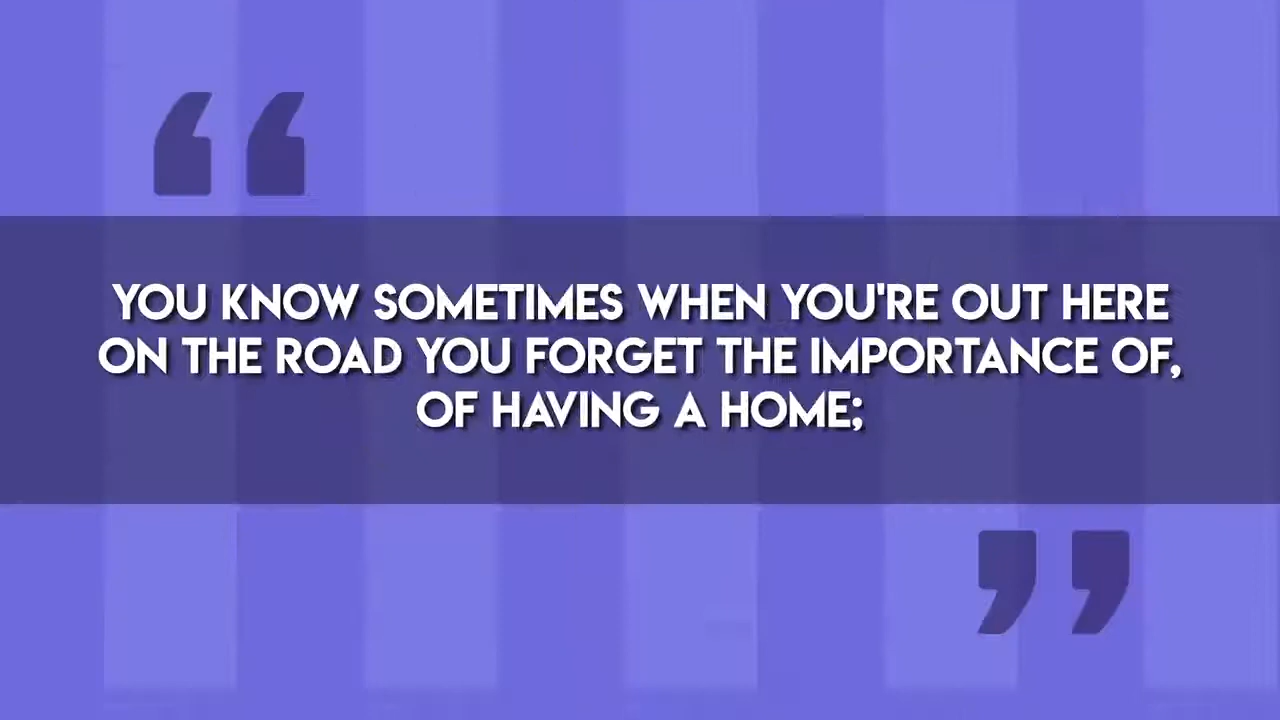 YOU KNOW SOMETIMES WHEN YOU'RE OUT HERE
ON THE ROAD YOU FORGET THE IMPORTANCE OF,
OF HAVING A HOME;